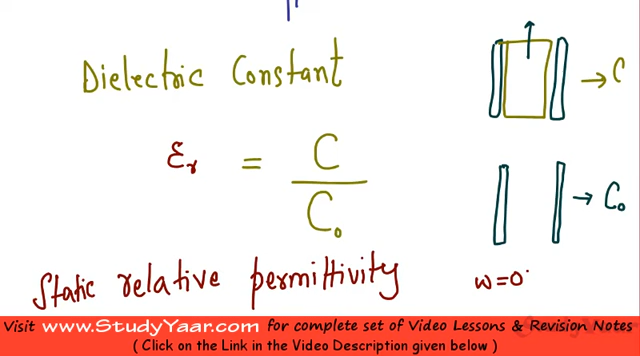 Dielectric Constant
→ C
εr = C / C₀
→ C₀
Static relative permittivity
w=0
Visit www.StudyYaar.com for complete set of Video Lessons & Revision Notes
( Click on the Link in the Video Description given below )